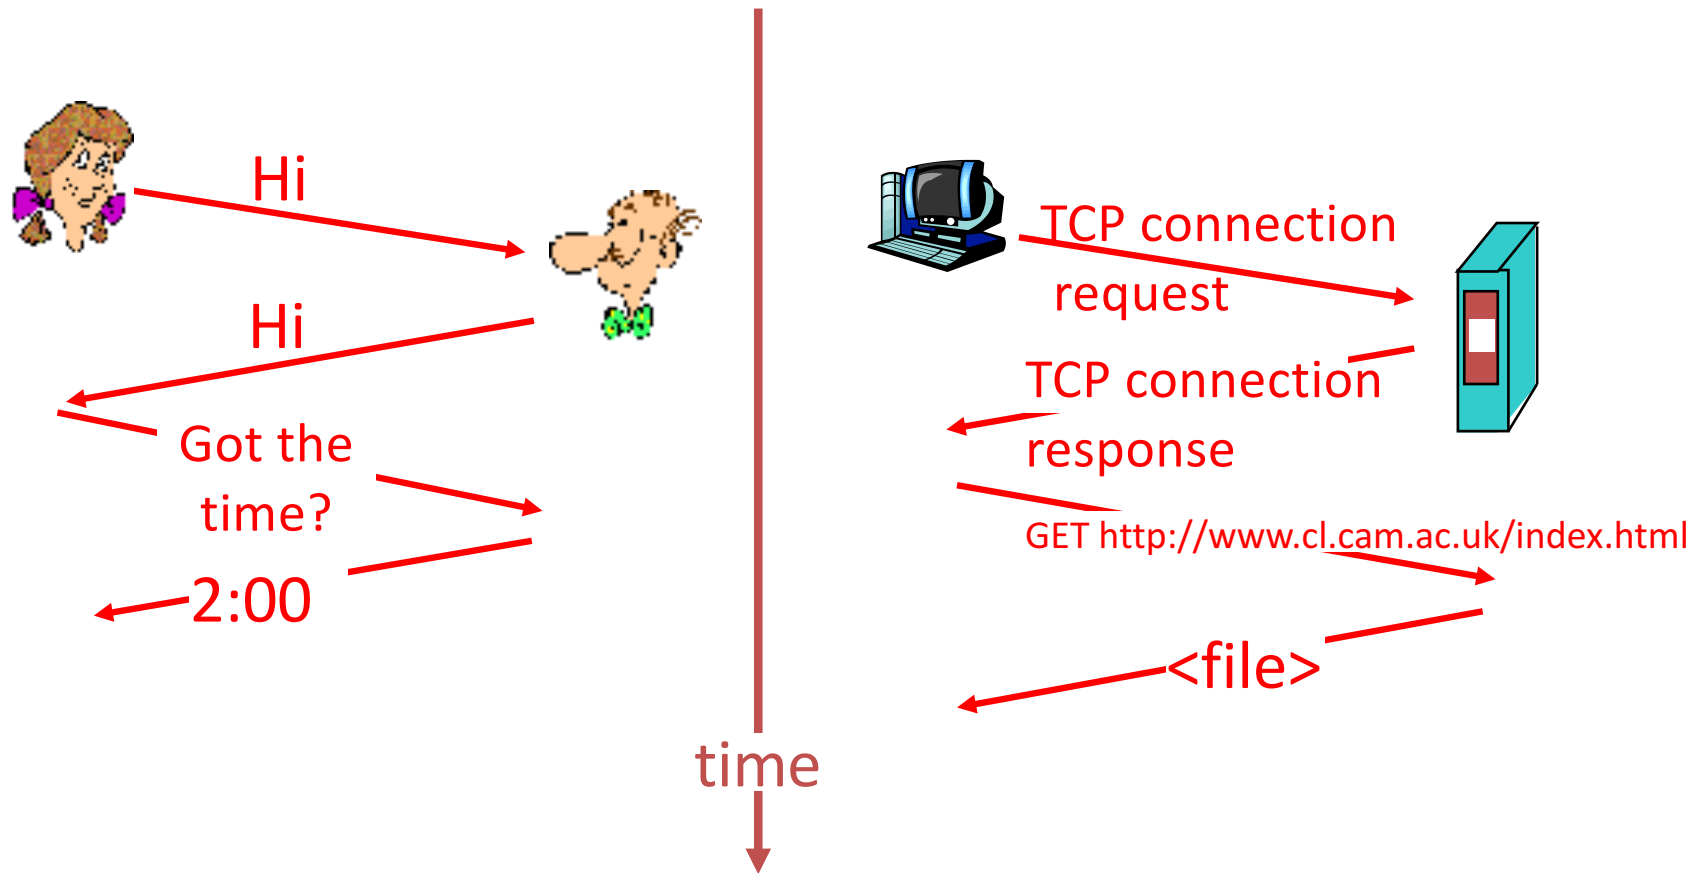 Hi
Hi
Got the
time?
2:00
TCP connection
request
TCP connection
response
GET http://www.cl.cam.ac.uk/index.html
<file>
time